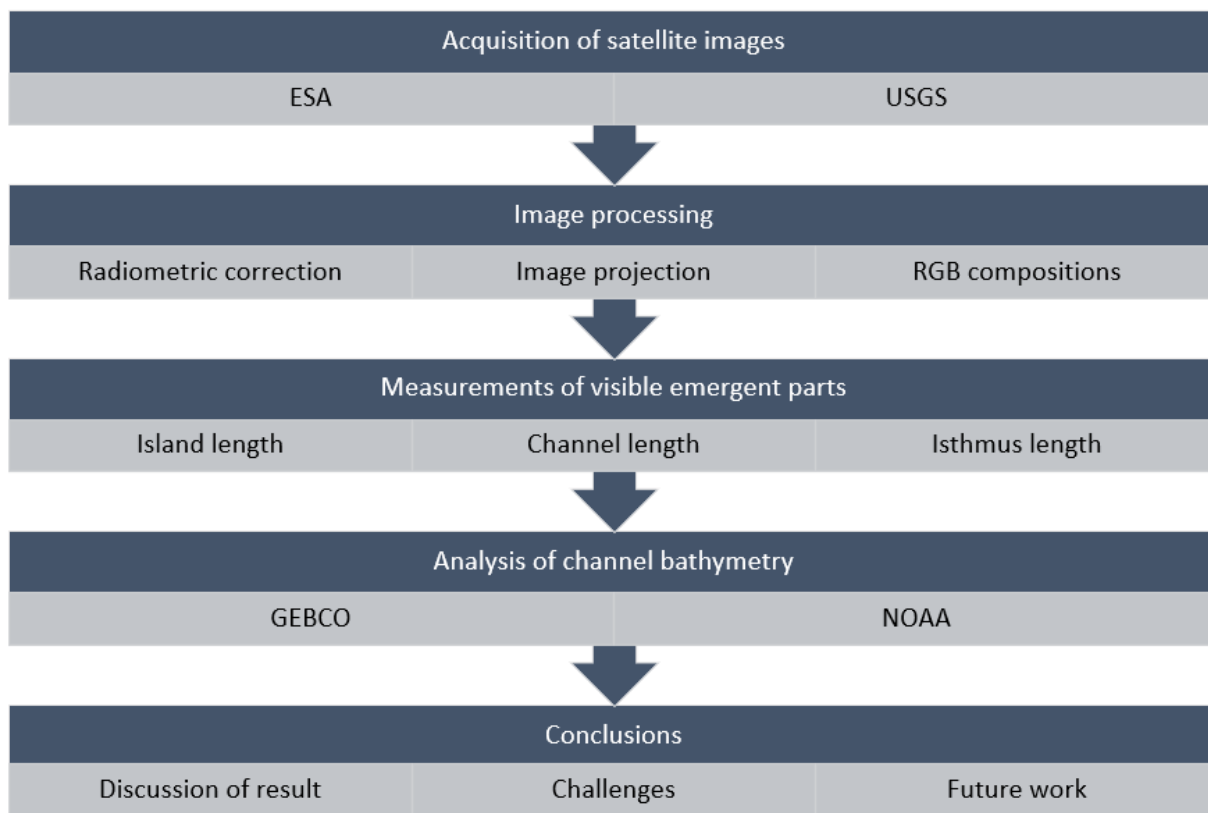 Acquisition of satellite images
ESA
USGS
Image processing
Radiometric correction
Image projection
RGB compositions
Measurements of visible emergent parts
Island length
Channel length
Isthmus length
Analysis of channel bathymetry
GEBCO
NOAA
Conclusions
Discussion of result
Challenges
Future work